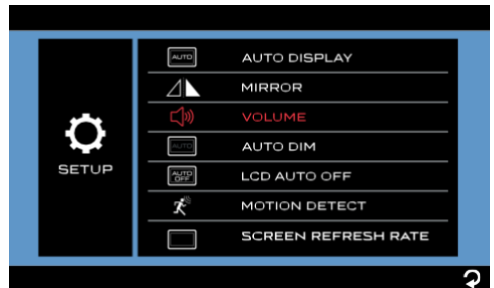 AUTO
AUTO DISPLAY
MIRROR
VOLUME
AUTO
AUTO DIM
SETUP
AUTO
OFF
LCD AUTO OFF
MOTION DETECT
SCREEN REFRESH RATE